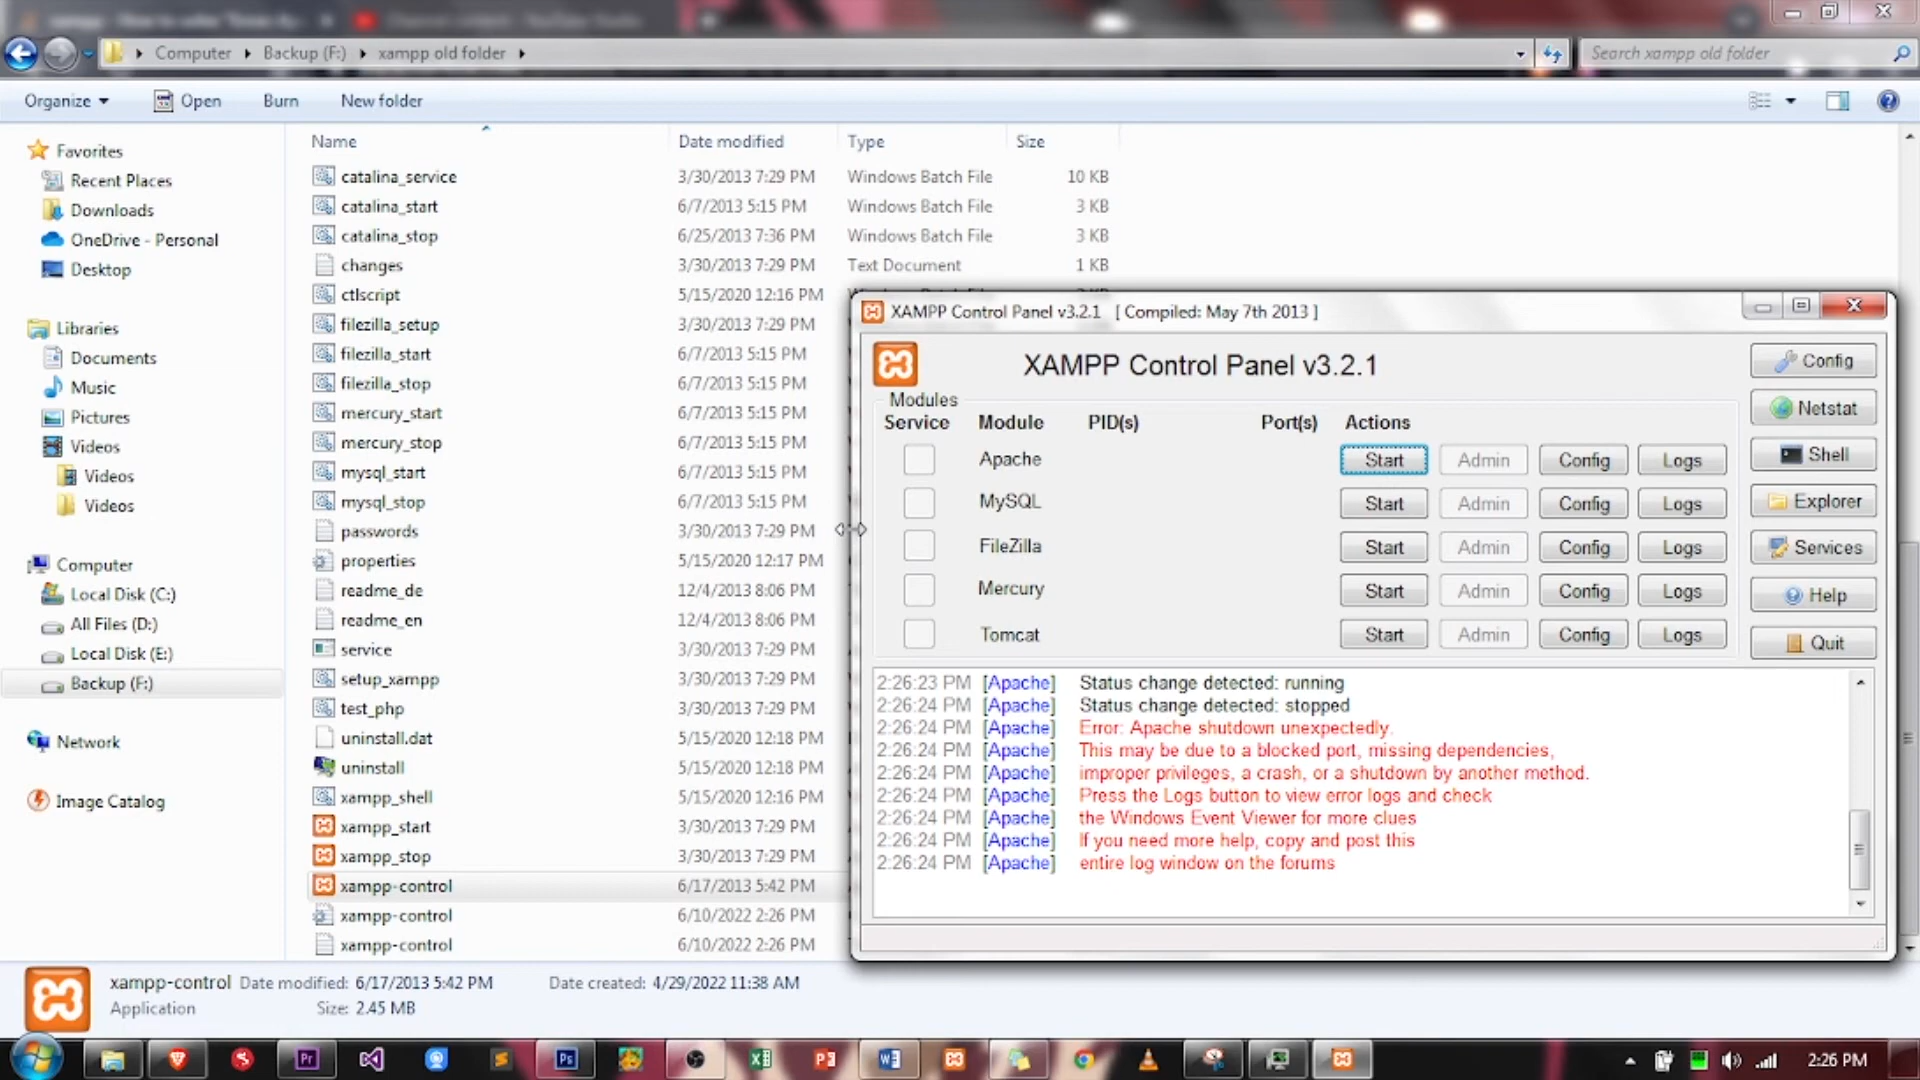 Computer
Backup (F:)
xampp old folder
Search xampp old folder
Organize
Open
Burn
New folder
Name
Date modified
Type
Size
Favorites
Recent Places
Downloads
OneDrive - Personal
Desktop
Libraries
Documents
Music
Pictures
Videos
Videos
Videos
Computer
Local Disk (C:)
All Files (D:)
Local Disk (E:)
Backup (F:)
Network
Image Catalog
catalina_service 3/30/2013 7:29 PM Windows Batch File 10 KB
catalina_start 6/7/2013 5:15 PM Windows Batch File 3 KB
catalina_stop 6/25/2013 7:36 PM Windows Batch File 3 KB
changes 3/30/2013 7:29 PM Text Document 1 KB
ctlscript 5/15/2020 12:16 PM
filezilla_setup 3/30/2013 7:29 PM
filezilla_start 6/7/2013 5:15 PM
filezilla_stop 6/7/2013 5:15 PM
mercury_start 6/7/2013 5:15 PM
mercury_stop 6/7/2013 5:15 PM
mysql_start 6/7/2013 5:15 PM
mysql_stop 6/7/2013 5:15 PM
passwords 3/30/2013 7:29 PM
properties 5/15/2020 12:17 PM
readme_de 12/4/2013 8:06 PM
readme_en 12/4/2013 8:06 PM
service 3/30/2013 7:29 PM
setup_xampp 3/30/2013 7:29 PM
test_php 3/30/2013 7:29 PM
uninstall.dat 5/15/2020 12:18 PM
uninstall 5/15/2020 12:18 PM
xampp_shell 5/15/2020 12:16 PM
xampp_start 3/30/2013 7:29 PM
xampp_stop 3/30/2013 7:29 PM
xampp-control 6/17/2013 5:42 PM
xampp-control 6/10/2022 2:26 PM
xampp-control 6/10/2022 2:26 PM
XAMPP Control Panel v3.2.1 [ Compiled: May 7th 2013 ]
XAMPP Control Panel v3.2.1
Modules
Service Module PID(s) Port(s) Actions
Apache Start Admin Config Logs
MySQL Start Admin Config Logs
FileZilla Start Admin Config Logs
Mercury Start Admin Config Logs
Tomcat Start Admin Config Logs
Config
Netstat
Shell
Explorer
Services
Help
Quit
2:26:23 PM [Apache] Status change detected: running
2:26:24 PM [Apache] Status change detected: stopped
2:26:24 PM [Apache] Error: Apache shutdown unexpectedly.
2:26:24 PM [Apache] This may be due to a blocked port, missing dependencies,
2:26:24 PM [Apache] improper privileges, a crash, or a shutdown by another method.
2:26:24 PM [Apache] Press the Logs button to view error logs and check
2:26:24 PM [Apache] the Windows Event Viewer for more clues
2:26:24 PM [Apache] If you need more help, copy and post this
2:26:24 PM [Apache] entire log window on the forums
xampp-control Date modified: 6/17/2013 5:42 PM Date created: 4/29/2022 11:38 AM
Application Size: 2.45 MB
Pr
Ps
2:26 PM